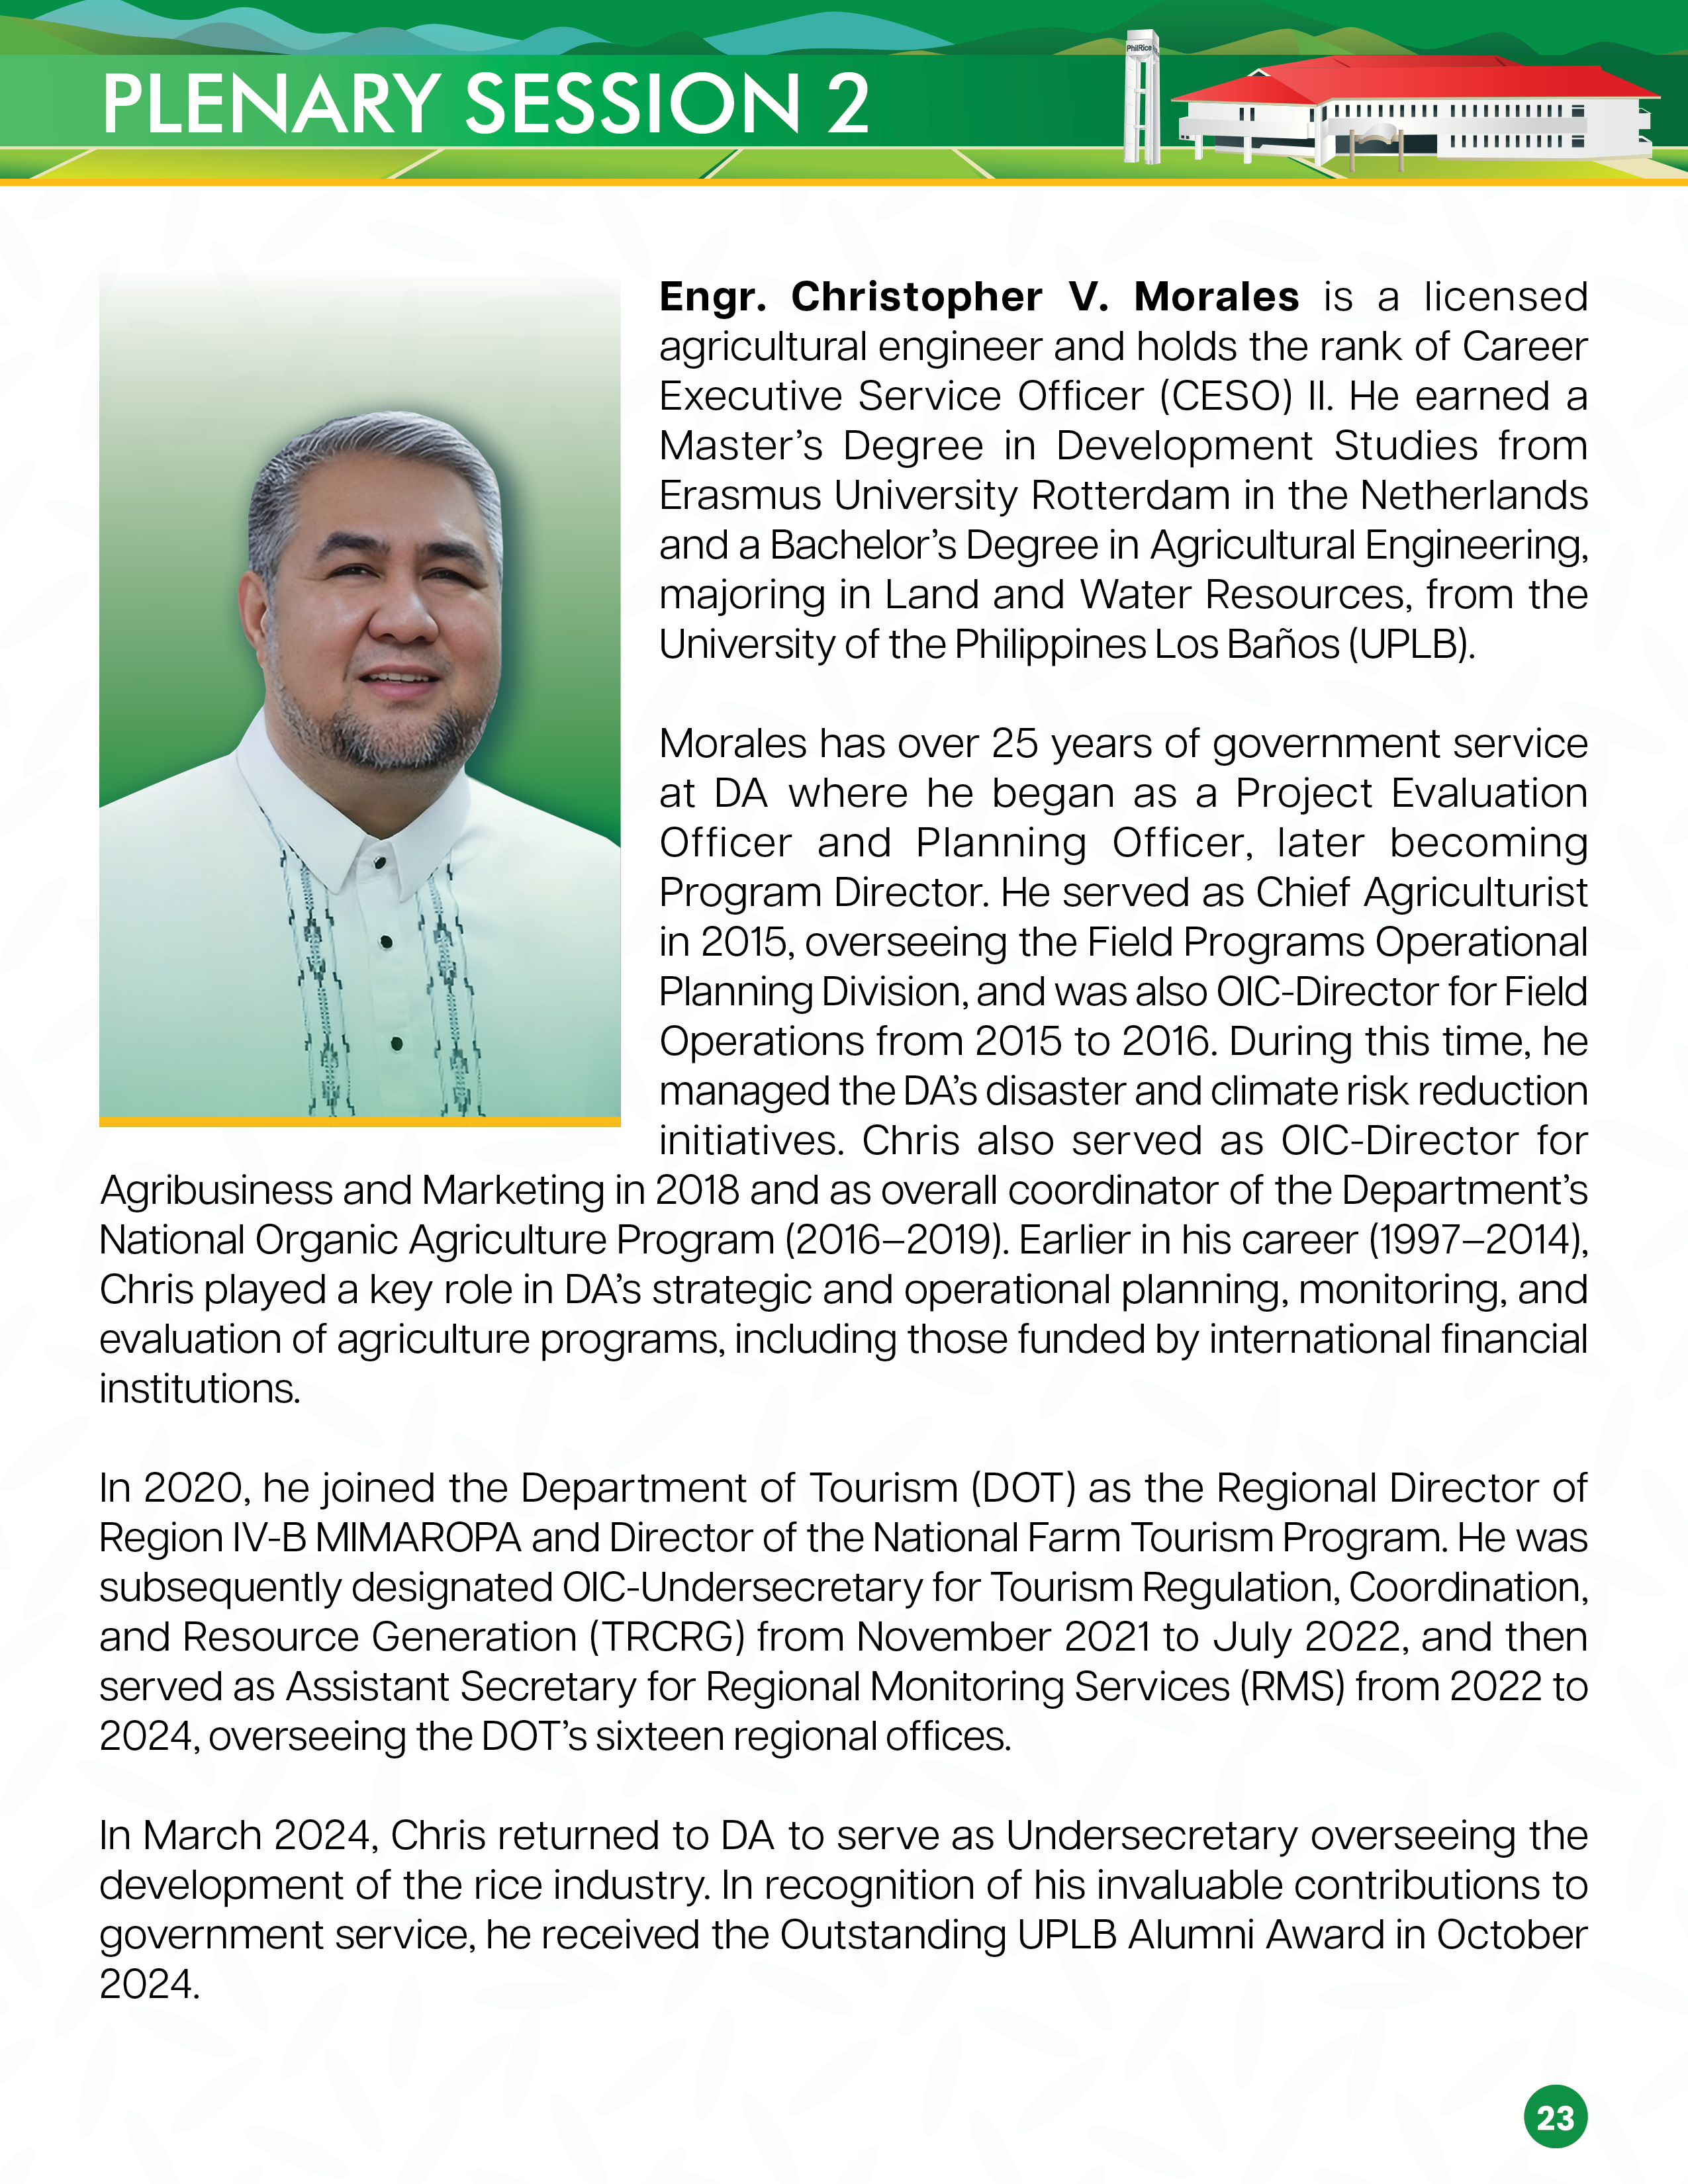 PLENARY SESSION 2
PhilRice
Engr. Christopher V. Morales is a licensed
agricultural engineer and holds the rank of Career
Executive Service Officer (CESO) II. He earned a
Master’s Degree in Development Studies from
Erasmus University Rotterdam in the Netherlands
and a Bachelor’s Degree in Agricultural Engineering,
majoring in Land and Water Resources, from the
University of the Philippines Los Baños (UPLB).
Morales has over 25 years of government service
at DA where he began as a Project Evaluation
Officer and Planning Officer, later becoming
Program Director. He served as Chief Agriculturist
in 2015, overseeing the Field Programs Operational
Planning Division, and was also OIC-Director for Field
Operations from 2015 to 2016. During this time, he
managed the DA’s disaster and climate risk reduction
initiatives. Chris also served as OIC-Director for
Agribusiness and Marketing in 2018 and as overall coordinator of the Department’s
National Organic Agriculture Program (2016–2019). Earlier in his career (1997–2014),
Chris played a key role in DA’s strategic and operational planning, monitoring, and
evaluation of agriculture programs, including those funded by international financial
institutions.
In 2020, he joined the Department of Tourism (DOT) as the Regional Director of
Region IV-B MIMAROPA and Director of the National Farm Tourism Program. He was
subsequently designated OIC-Undersecretary for Tourism Regulation, Coordination,
and Resource Generation (TRCRG) from November 2021 to July 2022, and then
served as Assistant Secretary for Regional Monitoring Services (RMS) from 2022 to
2024, overseeing the DOT’s sixteen regional offices.
In March 2024, Chris returned to DA to serve as Undersecretary overseeing the
development of the rice industry. In recognition of his invaluable contributions to
government service, he received the Outstanding UPLB Alumni Award in October
2024.
23